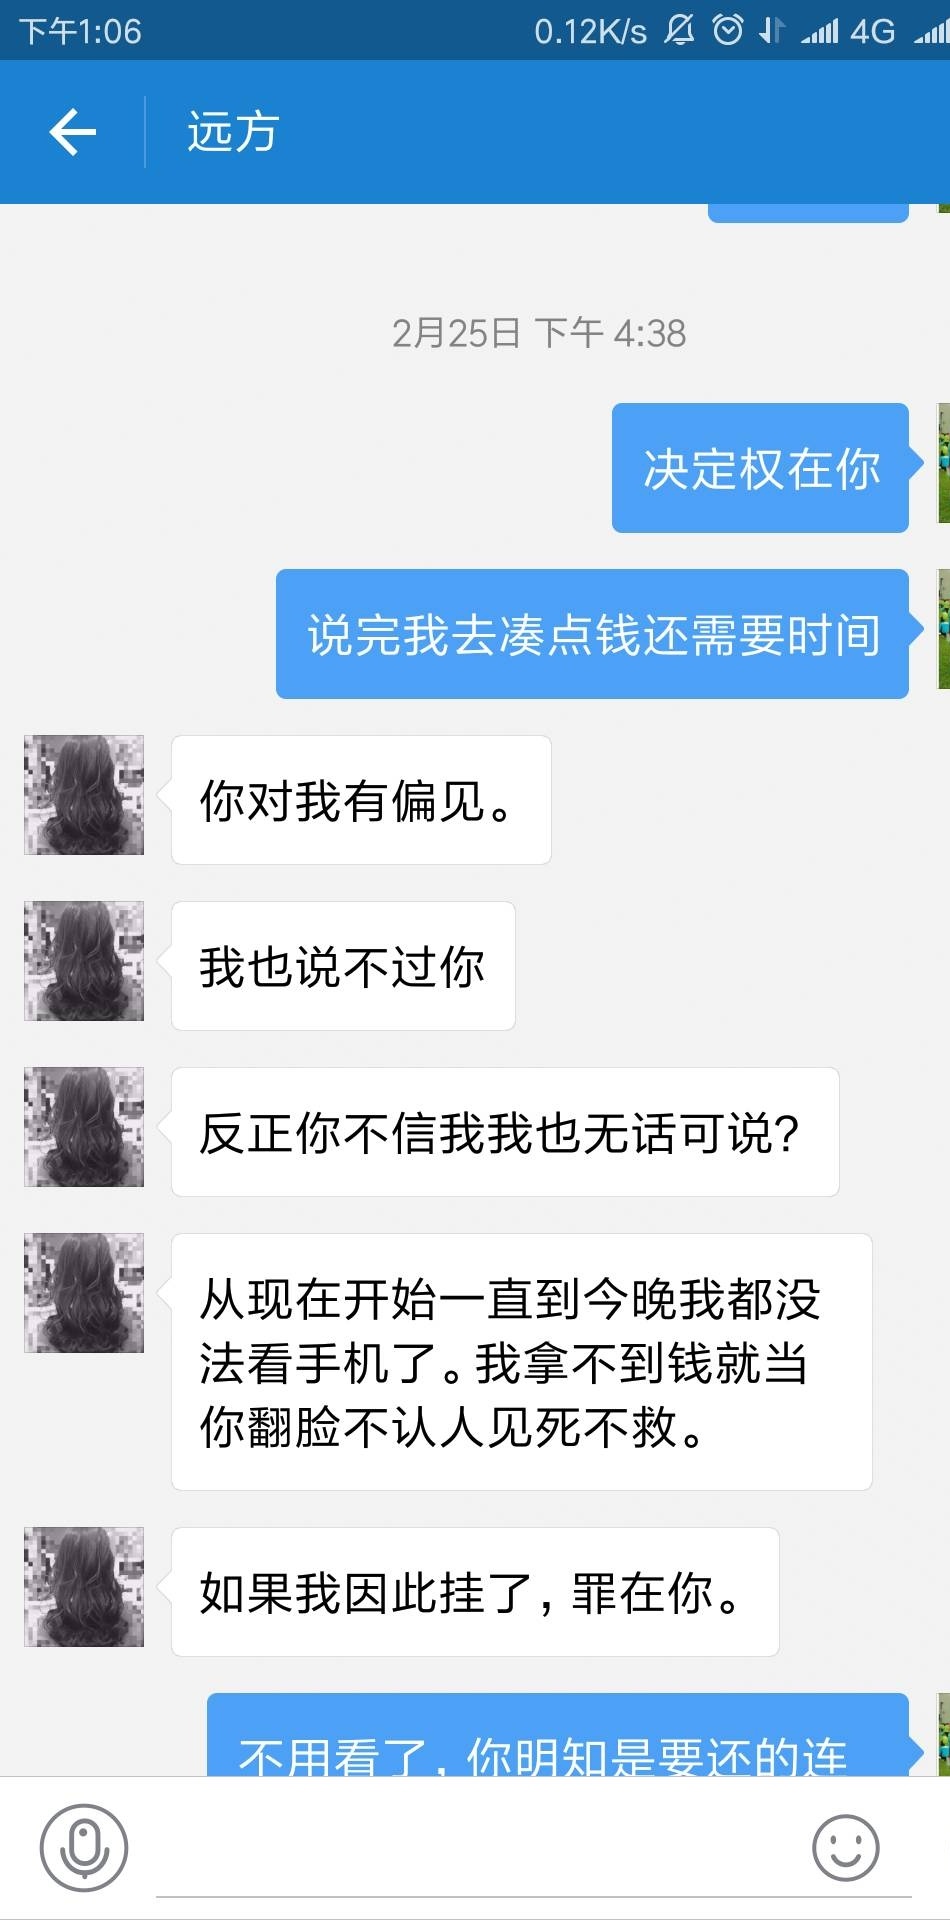 下午1:06 0.12K/s 4G
远方
2月25日 下午 4:38
决定权在你
说完我去凑点钱还需要时间
你对我有偏见。
我也说不过你
反正你不信我我也无话可说?
从现在开始一直到今晚我都没
法看手机了。我拿不到钱就当
你翻脸不认人见死不救。
如果我因此挂了, 罪在你。
不用看了, 你明知是要还的连